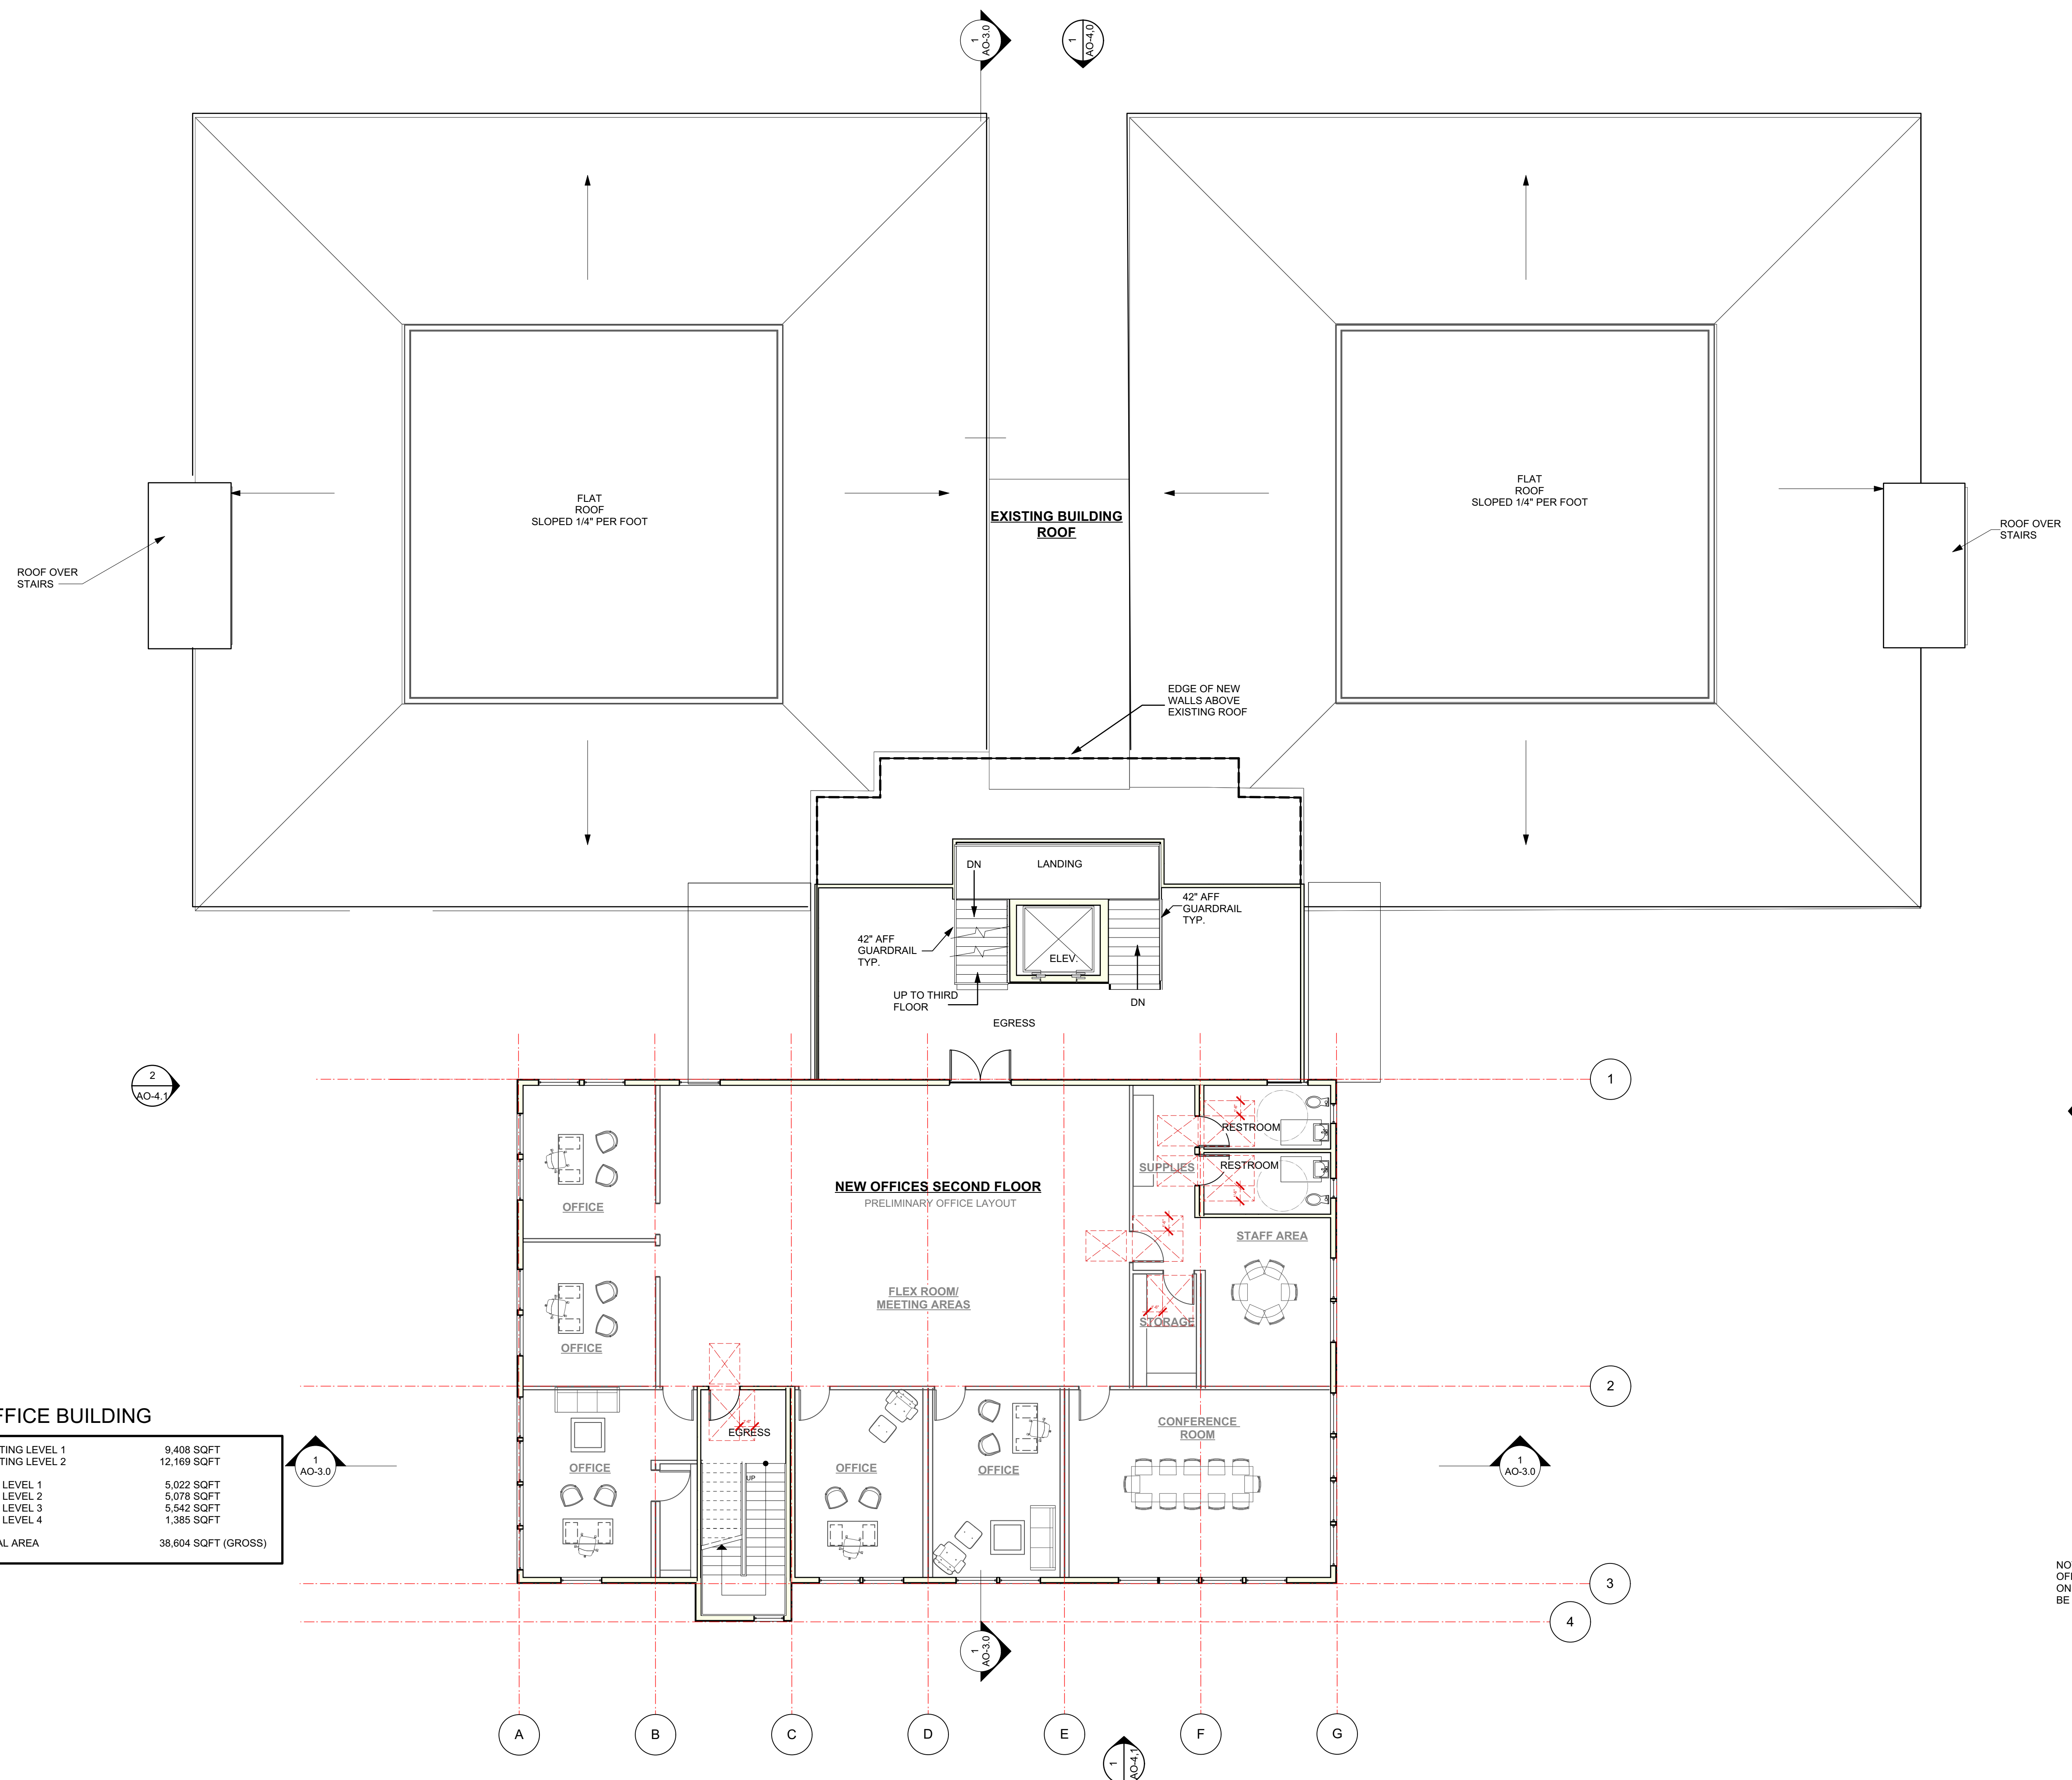 1
AO-3.0
1
AO-4.0
FLAT
ROOF
SLOPED 1/4" PER FOOT
FLAT
ROOF
SLOPED 1/4" PER FOOT
EXISTING BUILDING
ROOF
ROOF OVER
STAIRS
ROOF OVER
STAIRS
EDGE OF NEW
WALLS ABOVE
EXISTING ROOF
DN
LANDING
42" AFF
GUARDRAIL
TYP.
42" AFF
GUARDRAIL
TYP.
ELEV.
UP TO THIRD
FLOOR
DN
EGRESS
2
AO-4.1
1
RESTROOM
RESTROOM
SUPPLIES
NEW OFFICES SECOND FLOOR
PRELIMINARY OFFICE LAYOUT
OFFICE
STAFF AREA
FLEX ROOM/
MEETING AREAS
STORAGE
OFFICE
2
FFICE BUILDING
TING LEVEL 1 9,408 SQFT
TING LEVEL 2 12,169 SQFT
LEVEL 1 5,022 SQFT
LEVEL 2 5,078 SQFT
LEVEL 3 5,542 SQFT
LEVEL 4 1,385 SQFT
AL AREA 38,604 SQFT (GROSS)
1
AO-3.0
EGRESS
CONFERENCE
ROOM
OFFICE
OFFICE
OFFICE
UP
1
AO-3.0
NO
OFF
ON
BE
3
4
1
AO-3.0
A
B
C
D
E
F
G
1
AO-4.1